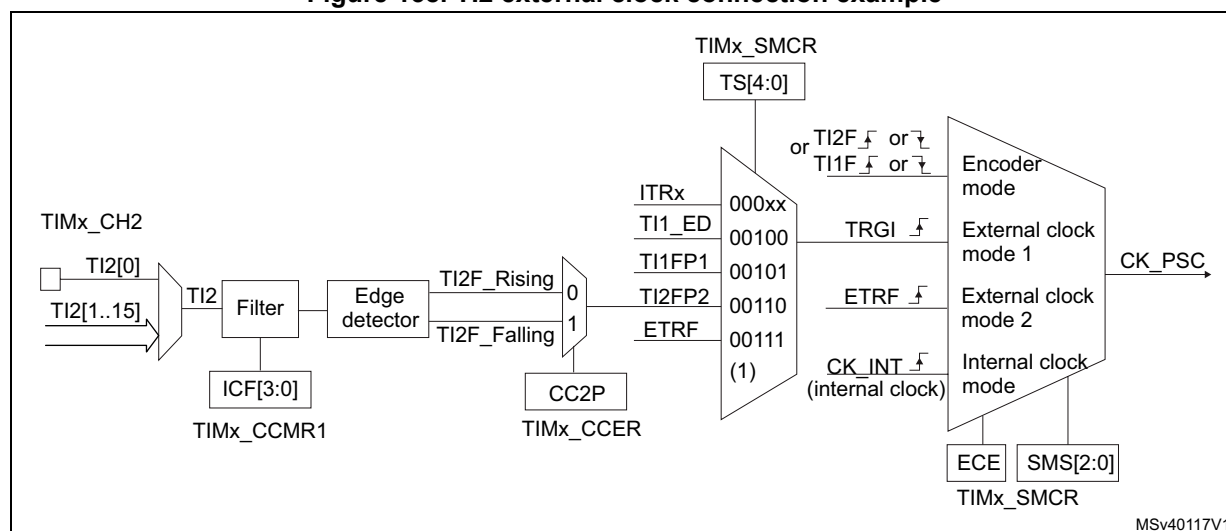 TIMx_SMCR
TS[4:0]
or TI2F or
TI1F or
Encoder
mode
ITRx
000xx
TIMx_CH2
TI1_ED
00100
TRGI
External clock
mode 1
CK_PSC
TI2[0]
TI1FP1
00101
TI2F_Rising
0
TI2
Filter
Edge
detector
TI2FP2
00110
ETRF
External clock
mode 2
TI2[1..15]
1
TI2F_Falling
ETRF
00111
(1)
CK_INT
(internal clock)
Internal clock
mode
ICF[3:0]
TIMx_CCMR1
CC2P
TIMx_CCER
ECE
SMS[2:0]
TIMx_SMCR